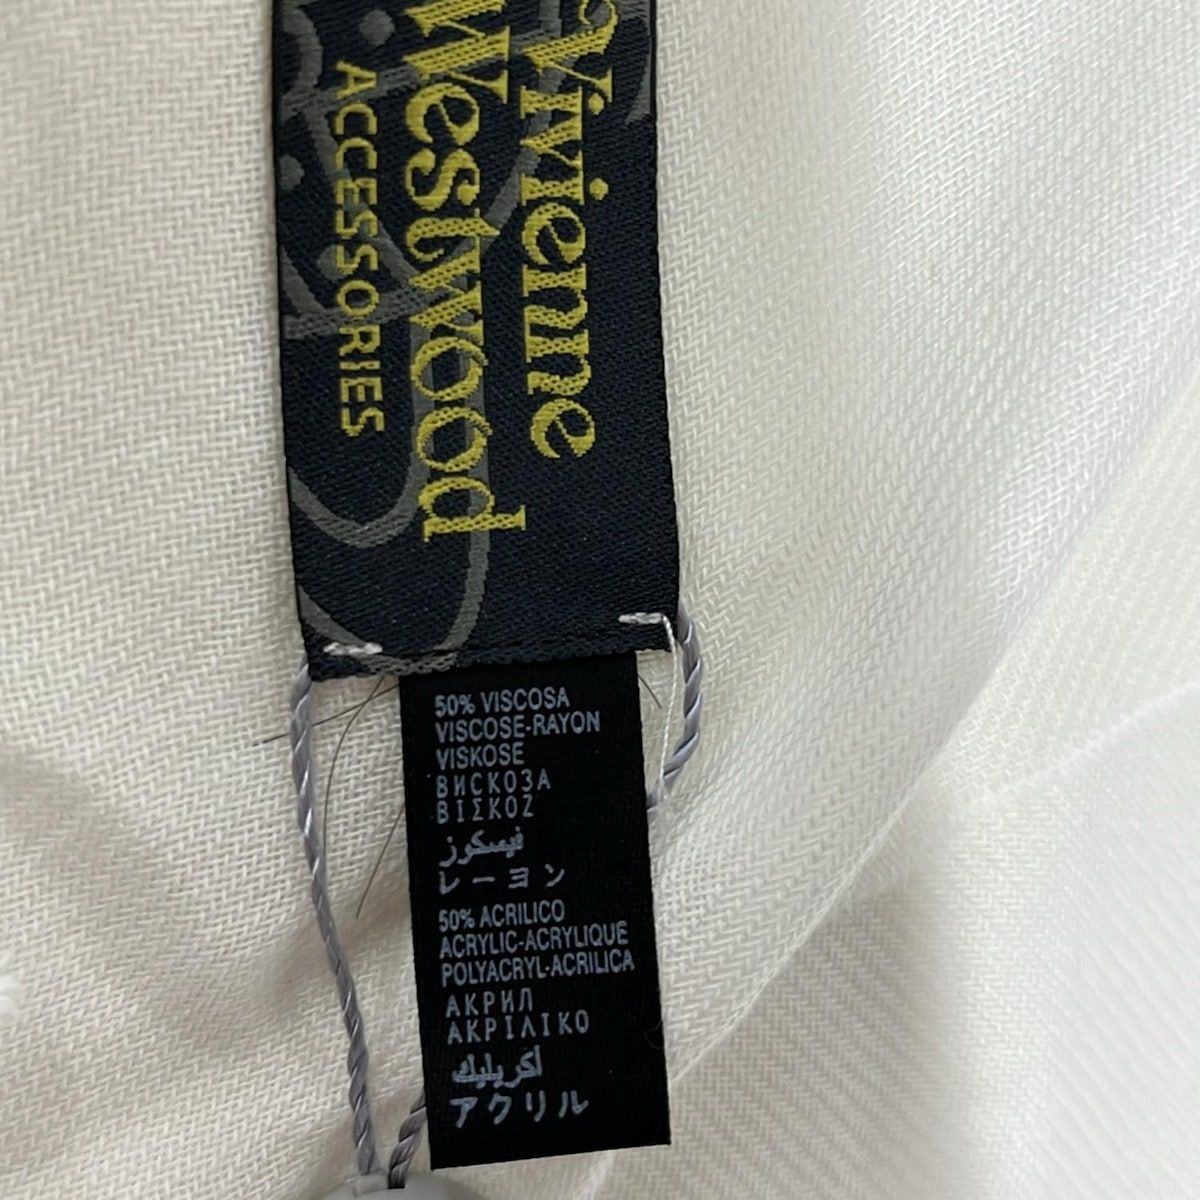 Vivienne
Westwood
ACCESSORIES
50% VISCOSA
VISCOSE-RAYON
VISKOSE
ВИСКОЗА
ΒΙΣΚΟΖ
فيسكوز
レーヨン
50% ACRILICO
ACRYLIC-ACRYLIQUE
POLYACRYL-ACRILICA
АКРИЛ
ΑΚΡΙΛΙΚΟ
أكريليك
アクリル